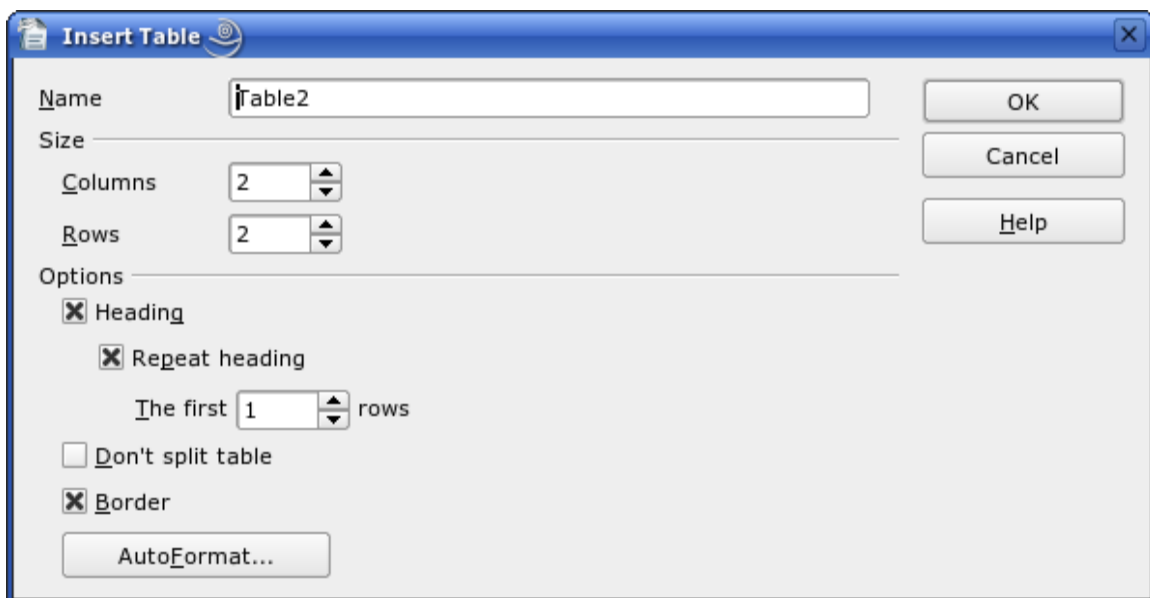 Insert Table
Name Table2 OK
Size Cancel
Columns 2
Rows 2 Help
Options
Heading
Repeat heading
The first 1 rows
Don't split table
Border
AutoFormat...